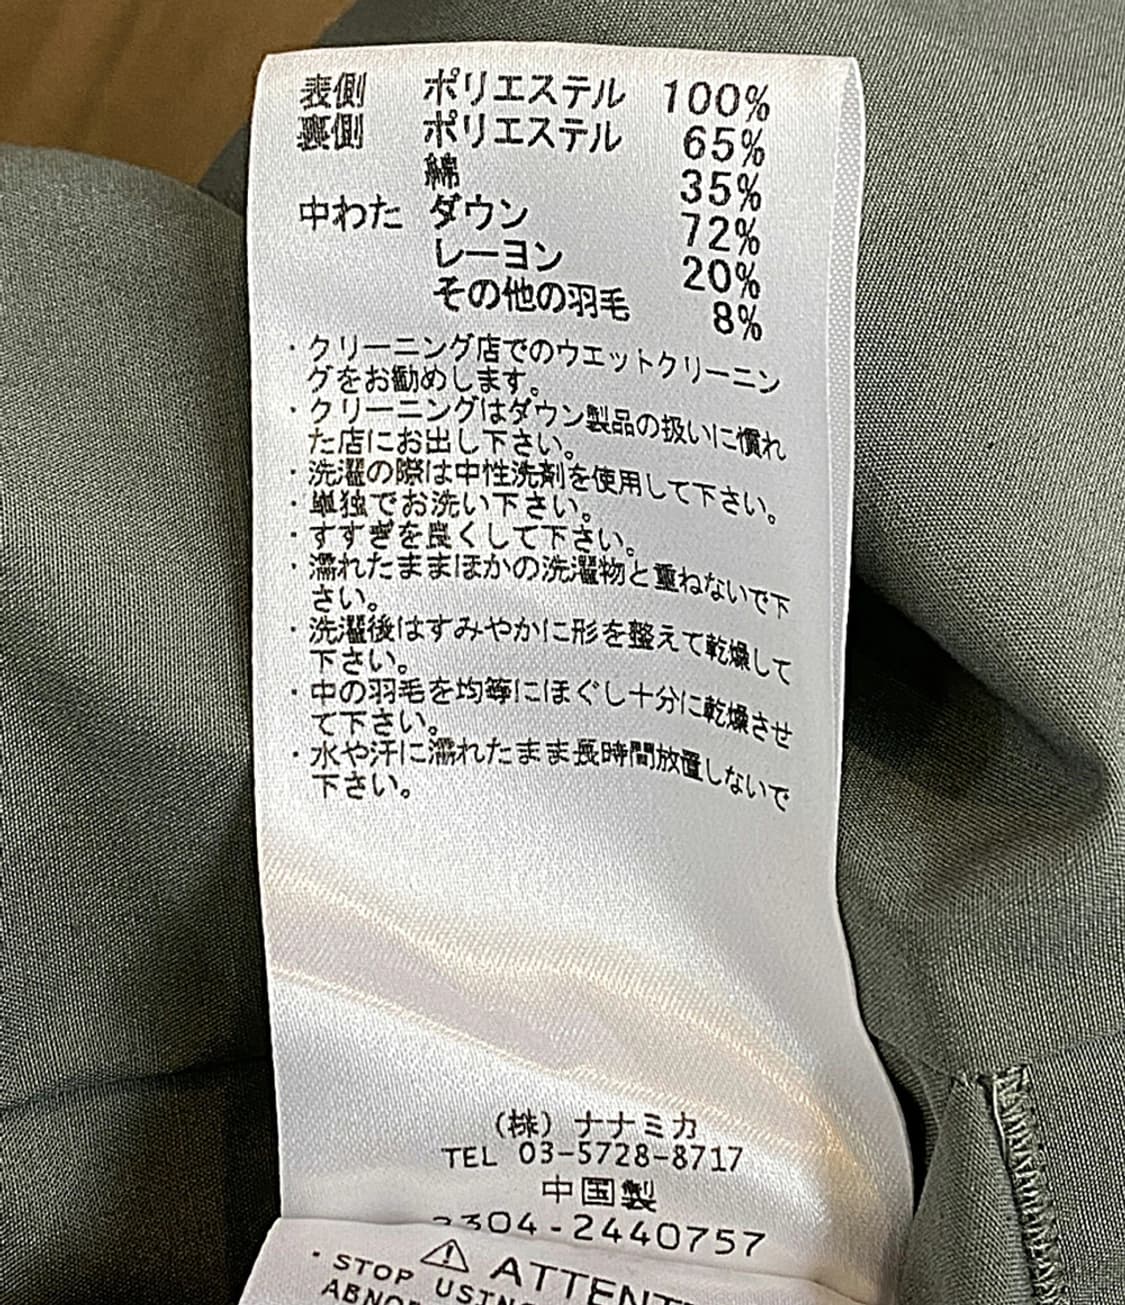 表側 ポリエステル 100%
裏側 ポリエステル 65%
綿 35%
中わた ダウン 72%
レーヨン 20%
その他の羽毛 8%
・クリーニング店でのウエットクリーニン
グをお勧めします。
・クリーニングはダウン製品の扱いに慣れ
た店にお出し下さい。
・洗濯の際は中性洗剤を使用して下さい。
・単独でお洗い下さい。
・すすぎを良くして下さい。
・濡れたままほかの洗濯物と重ねないで下
さい。
・洗濯後はすみやかに形を整えて乾燥して
下さい。
・中の羽毛を均等にほぐし十分に乾燥させ
て下さい。
・水や汗に濡れたまま長時間放置しないで
下さい。
(株) ナナミカ
TEL 03-5728-8717
中国製
2304-2440757
⚠ ATTENT
・STOP USING
ABNO